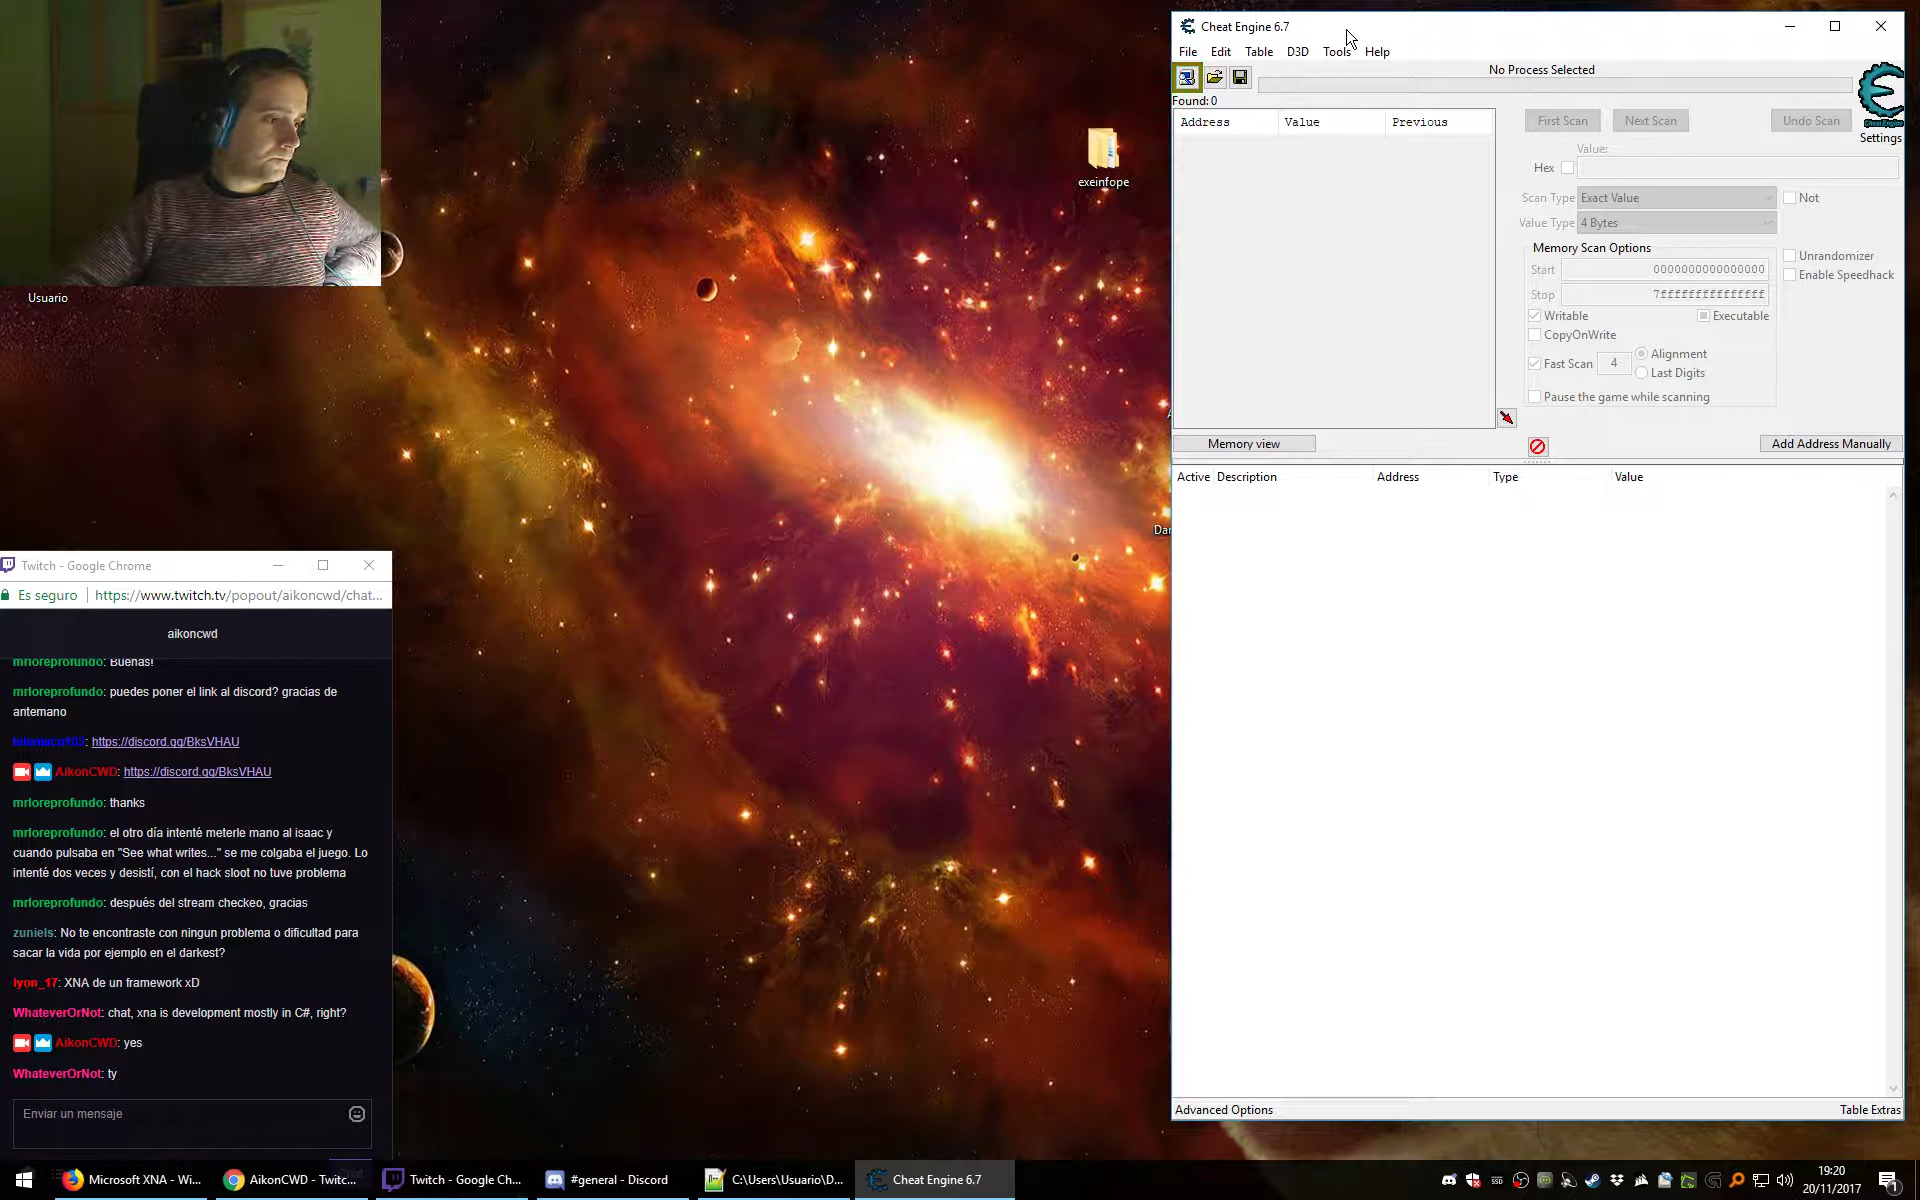 Usuario
exeinfope
Dar
Cheat Engine 6.7
File Edit Table D3D Tools Help
No Process Selected
Found: 0
Address Value Previous
First Scan Next Scan Undo Scan
Cheat Engine
Settings
Value:
Hex
Scan Type Exact Value Not
Value Type 4 Bytes
Memory Scan Options
Start 0000000000000000
Unrandomizer
Enable Speedhack
Stop 7fffffffffffffff
Writable Executable
CopyOnWrite
Fast Scan 4 Alignment
Last Digits
Pause the game while scanning
Memory view Add Address Manually
Active Description Address Type Value
Advanced Options Table Extras
Twitch - Google Chrome
Es seguro https://www.twitch.tv/popout/aikoncwd/chat...
aikoncwd
mrloreprofundo: Buenas!
mrloreprofundo: puedes poner el link al discord? gracias de
antemano
https://discord.gg/BksVHAU
AikonCWD: https://discord.gg/BksVHAU
mrloreprofundo: thanks
mrloreprofundo: el otro día intenté meterle mano al isaac y
cuando pulsaba en "See what writes..." se me colgaba el juego. Lo
intenté dos veces y desistí, con el hack sloot no tuve problema
mrloreprofundo: después del stream checkeo, gracias
zuniels: No te encontraste con ningun problema o dificultad para
sacar la vida por ejemplo en el darkest?
lyon_17: XNA de un framework xD
WhateverOrNot: chat, xna is development mostly in C#, right?
AikonCWD: yes
WhateverOrNot: ty
Enviar un mensaje
Microsoft XNA - Wi... AikonCWD - Twitc... Twitch - Google Ch... #general - Discord C:\Users\Usuario\D... Cheat Engine 6.7
19:20
20/11/2017
1